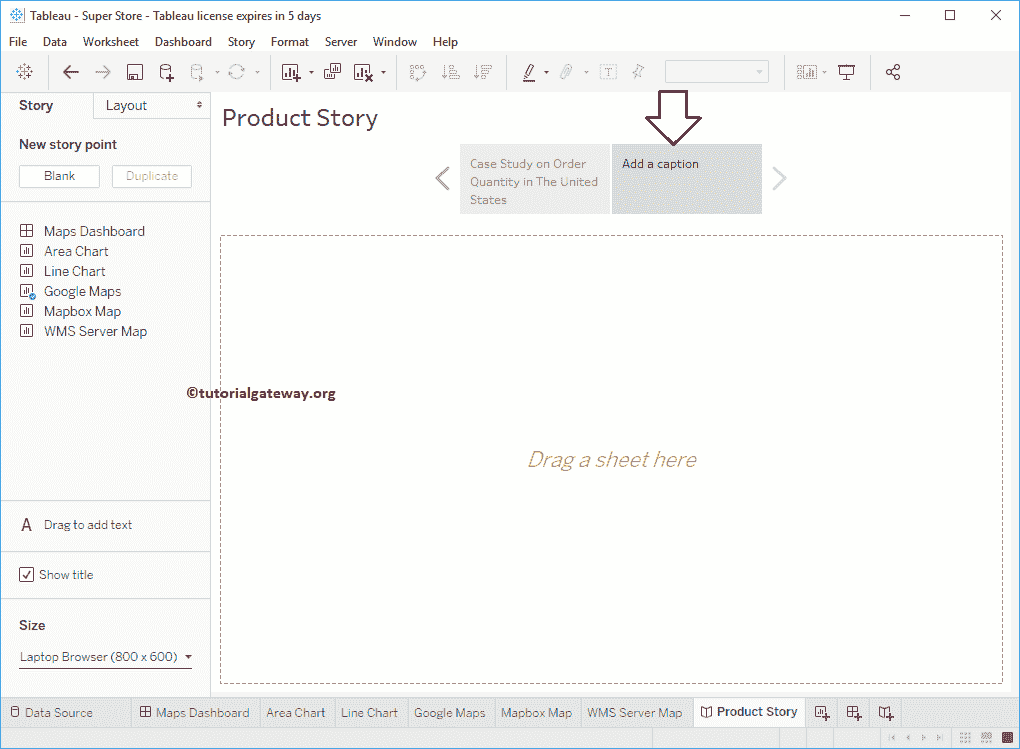 Tableau - Super Store - Tableau license expires in 5 days
File Data Worksheet Dashboard Story Format Server Window Help
Story Layout
New story point
Blank Duplicate
Maps Dashboard
Area Chart
Line Chart
Google Maps
Mapbox Map
WMS Server Map
A Drag to add text
Show title
Size
Laptop Browser (800 x 600)
Product Story
Case Study on Order
Quantity in The United
States
Add a caption
©tutorialgateway.org
Drag a sheet here
Data Source Maps Dashboard Area Chart Line Chart Google Maps Mapbox Map WMS Server Map Product Story